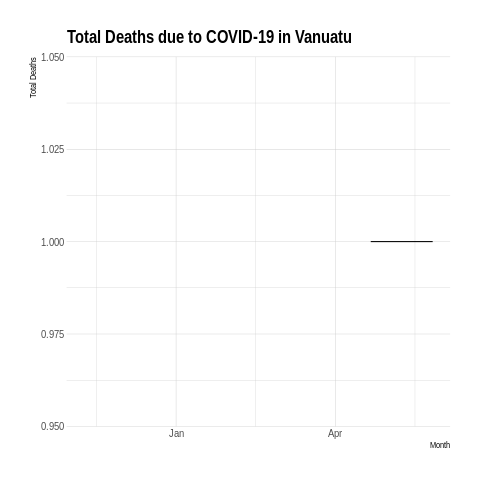 Total Deaths due to COVID-19 in Vanuatu
Total Deaths
1.050
1.025
1.000
0.975
0.950
Jan
Apr
Month